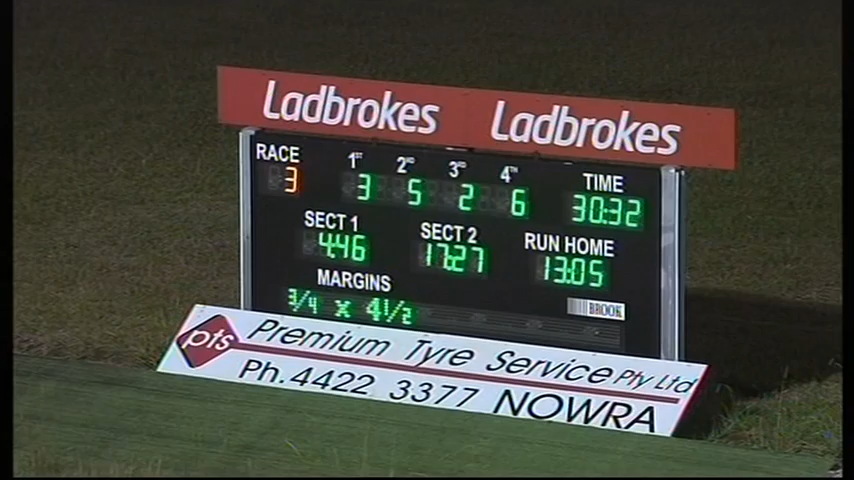 Ladbrokes Ladbrokes
RACE 1ST 2ND 3RD 4TH TIME
3 3 5 2 6 30:32
SECT 1 SECT 2 RUN HOME
4:46 17:27 13:05
MARGINS
3/4 x 4 1/2
BROOK
pts Premium Tyre Service Pty Ltd
Ph. 4422 3377 NOWRA